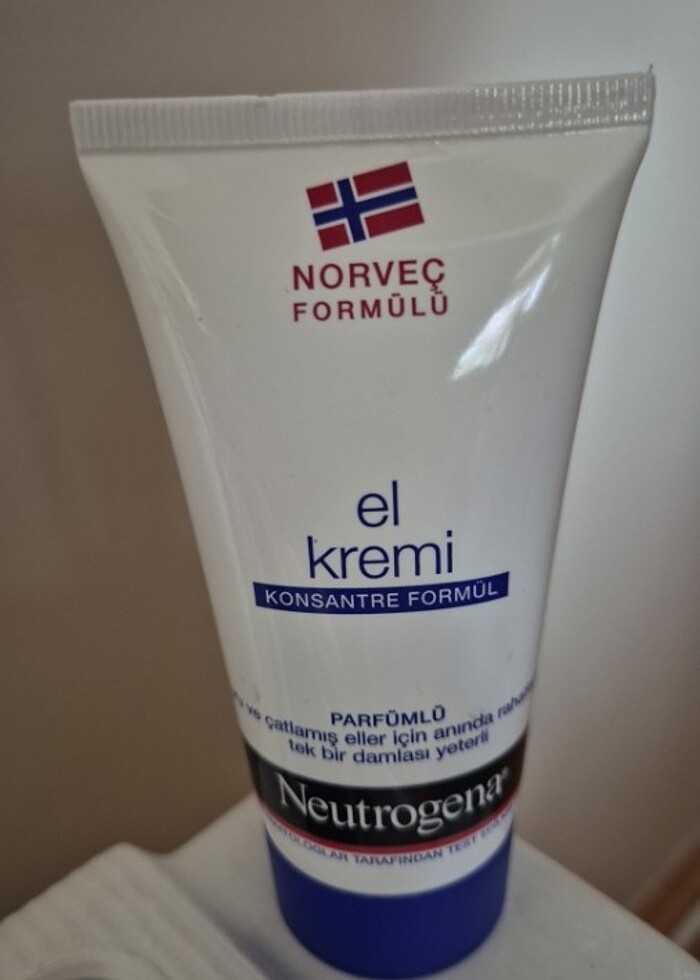 NORVEÇ
FORMÜLÜ
el
kremi
KONSANTRE FORMÜL
PARFÜMLÜ
ve çatlamış eller için anında
tek bir damlası yeterli
Neutrogena®
TARAFINDAN TEST